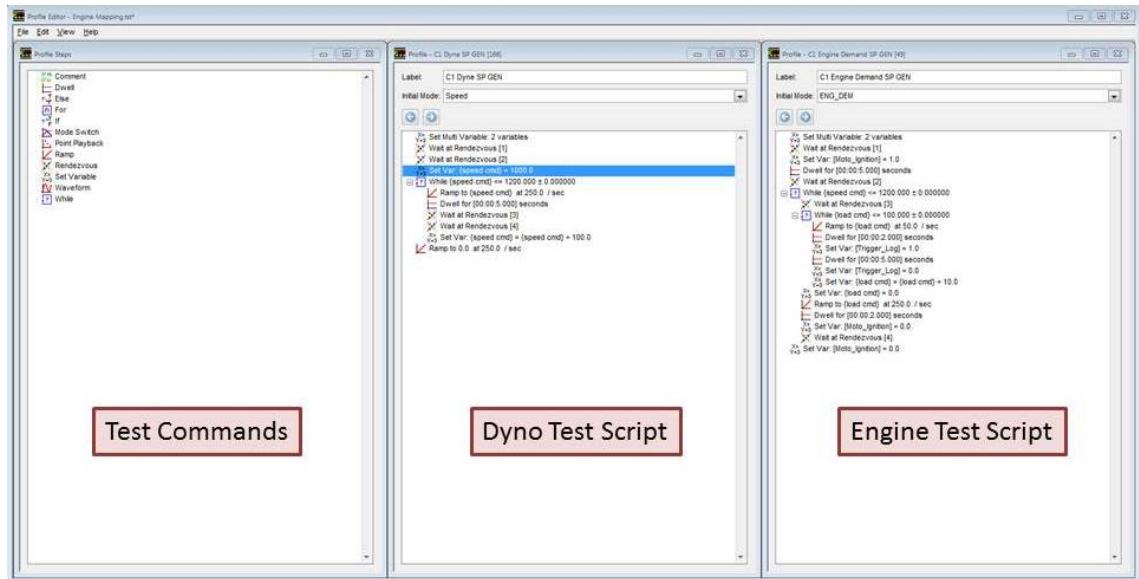 Profile Editor - Engine Mapping.txt*
File Edit View Help
Profile Steps
Comment
Dwell
Else
For
If
Mode Switch
Point Playback
Ramp
Rendezvous
Set Variable
Waveform
While
Test Commands
Profile - C1 Dyne SP GEN [166]
Label: C1 Dyne SP GEN
Initial Mode: Speed
Set Multi Variable: 2 variables
Wait at Rendezvous [1]
Wait at Rendezvous [2]
Set Var: {speed cmd} = 1000.0
While {speed cmd} <= 1200.000 ± 0.000000
Ramp to {speed cmd} at 250.0 / sec
Dwell for [00:00:5.000] seconds
Wait at Rendezvous [3]
Wait at Rendezvous [4]
Set Var: {speed cmd} = {speed cmd} + 100.0
Ramp to 0.0 at 250.0 / sec
Dyno Test Script
Profile - C1 Engine Demand SP GEN [49]
Label: C1 Engine Demand SP GEN
Initial Mode: ENG_DEM
Set Multi Variable: 2 variables
Wait at Rendezvous [1]
Set Var: [Moto_Ignition] = 1.0
Dwell for [00:00:5.000] seconds
Wait at Rendezvous [2]
While {speed cmd} <= 1200.000 ± 0.000000
Wait at Rendezvous [3]
While {load cmd} <= 100.000 ± 0.000000
Ramp to {load cmd} at 50.0 / sec
Dwell for [00:00:2.000] seconds
Set Var: [Trigger_Log] = 1.0
Dwell for [00:00:5.000] seconds
Set Var: [Trigger_Log] = 0.0
Set Var: {load cmd} = {load cmd} + 10.0
Set Var: {load cmd} = 0.0
Ramp to {load cmd} at 250.0 / sec
Dwell for [00:00:2.000] seconds
Set Var: [Moto_Ignition] = 0.0
Wait at Rendezvous [4]
Set Var: [Moto_Ignition] = 0.0
Engine Test Script